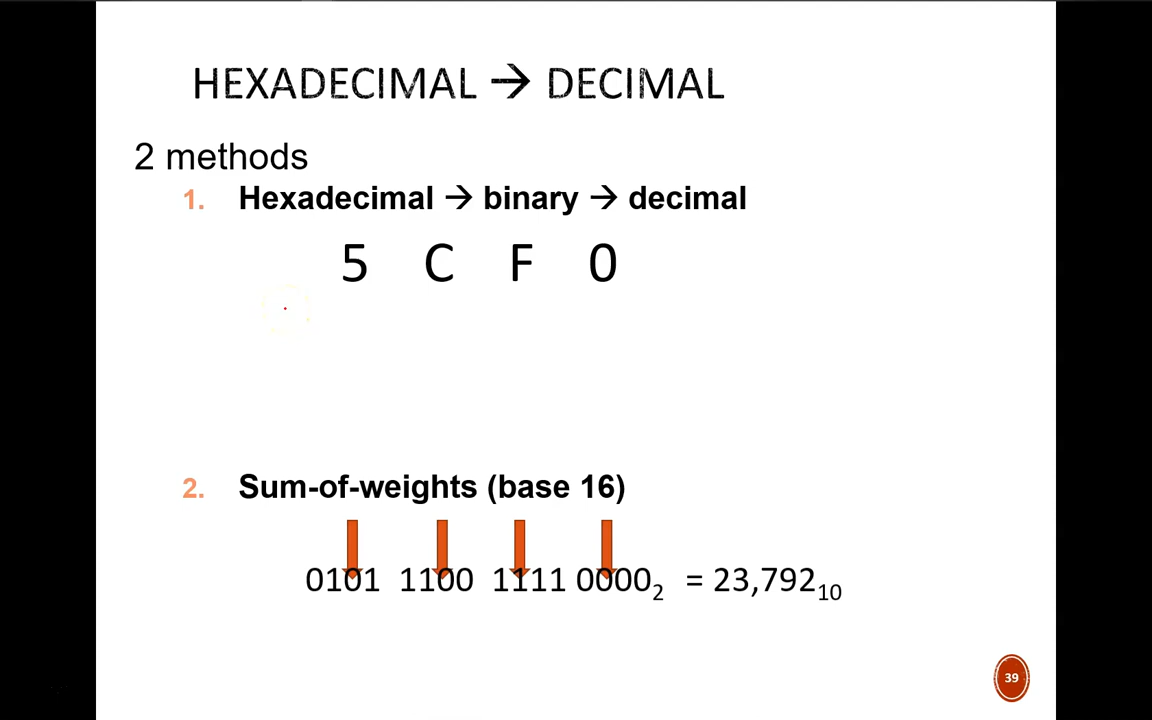 HEXADECIMAL → DECIMAL
2 methods
1. Hexadecimal → binary → decimal
5 C F 0
2. Sum-of-weights (base 16)
0101 1100 1111 0000₂ = 23,792₁₀
39